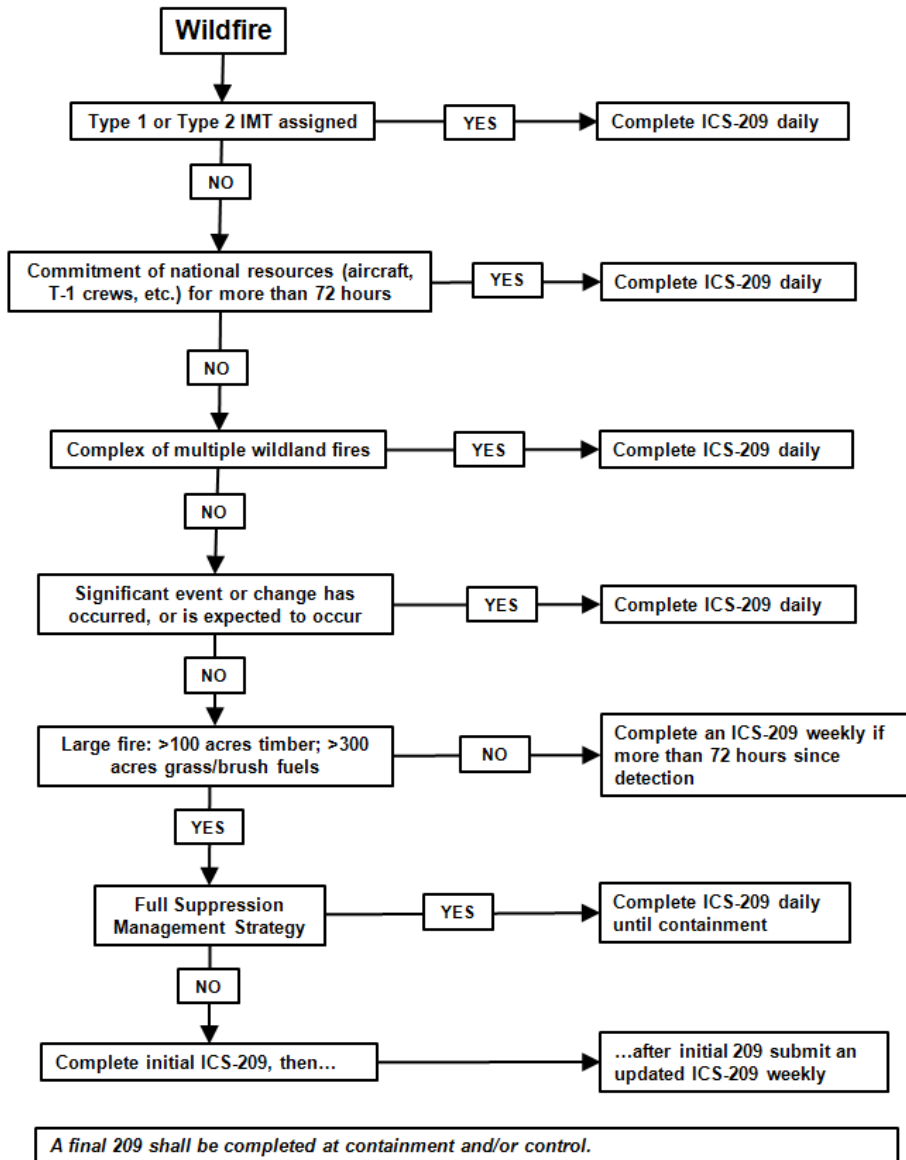 Wildfire
Type 1 or Type 2 IMT assigned
YES
Complete ICS-209 daily
NO
Commitment of national resources (aircraft,
T-1 crews, etc.) for more than 72 hours
YES
Complete ICS-209 daily
NO
Complex of multiple wildland fires
YES
Complete ICS-209 daily
NO
Significant event or change has
occurred, or is expected to occur
YES
Complete ICS-209 daily
NO
Large fire: >100 acres timber; >300
acres grass/brush fuels
NO
Complete an ICS-209 weekly if
more than 72 hours since
detection
YES
Full Suppression
Management Strategy
YES
Complete ICS-209 daily
until containment
NO
Complete initial ICS-209, then…
…after initial 209 submit an
updated ICS-209 weekly
A final 209 shall be completed at containment and/or control.